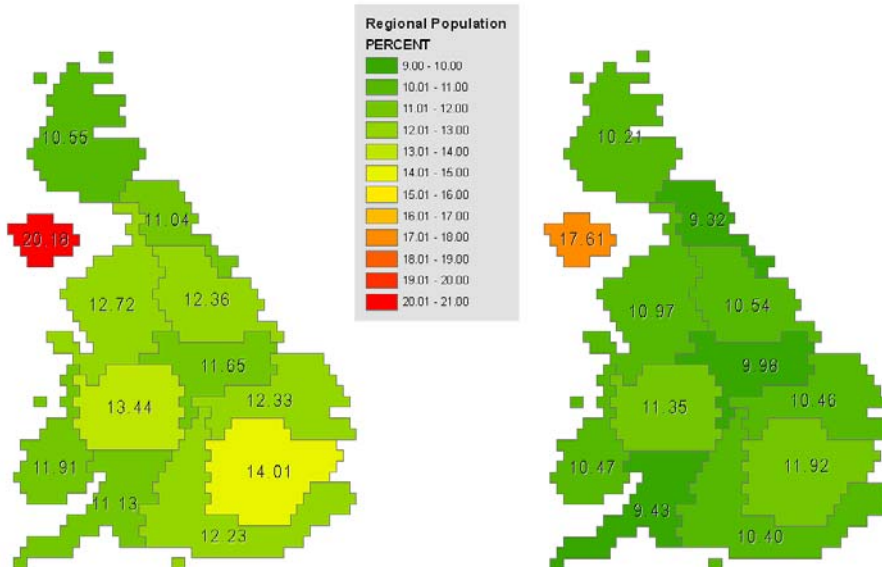 Regional Population
PERCENT
9.00 - 10.00
10.01 - 11.00
11.01 - 12.00
12.01 - 13.00
13.01 - 14.00
14.01 - 15.00
15.01 - 16.00
16.01 - 17.00
17.01 - 18.00
18.01 - 19.00
19.01 - 20.00
20.01 - 21.00
10.55
20.18
11.04
12.72
12.36
11.65
13.44
12.33
11.91
14.01
11.13
12.23
10.21
17.61
9.32
10.97
10.54
9.98
11.35
10.46
10.47
11.92
9.43
10.40